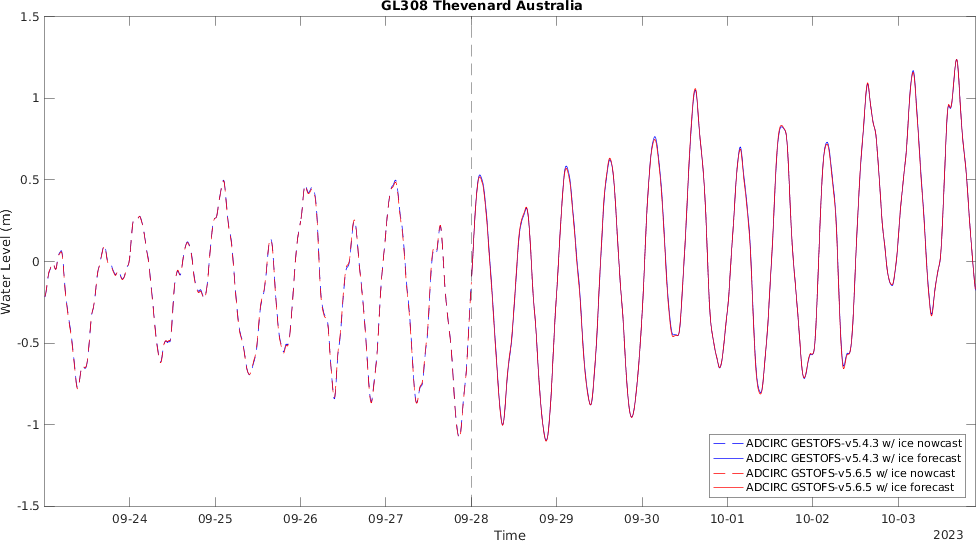 GL308 Thevenard Australia
Water Level (m)
1.5
1
0.5
0
-0.5
-1
-1.5
ADCIRC GESTOFS-v5.4.3 w/ ice nowcast
ADCIRC GESTOFS-v5.4.3 w/ ice forecast
ADCIRC GSTOFS-v5.6.5 w/ ice nowcast
ADCIRC GSTOFS-v5.6.5 w/ ice forecast
09-24 09-25 09-26 09-27 09-28 09-29 09-30 10-01 10-02 10-03
Time
2023